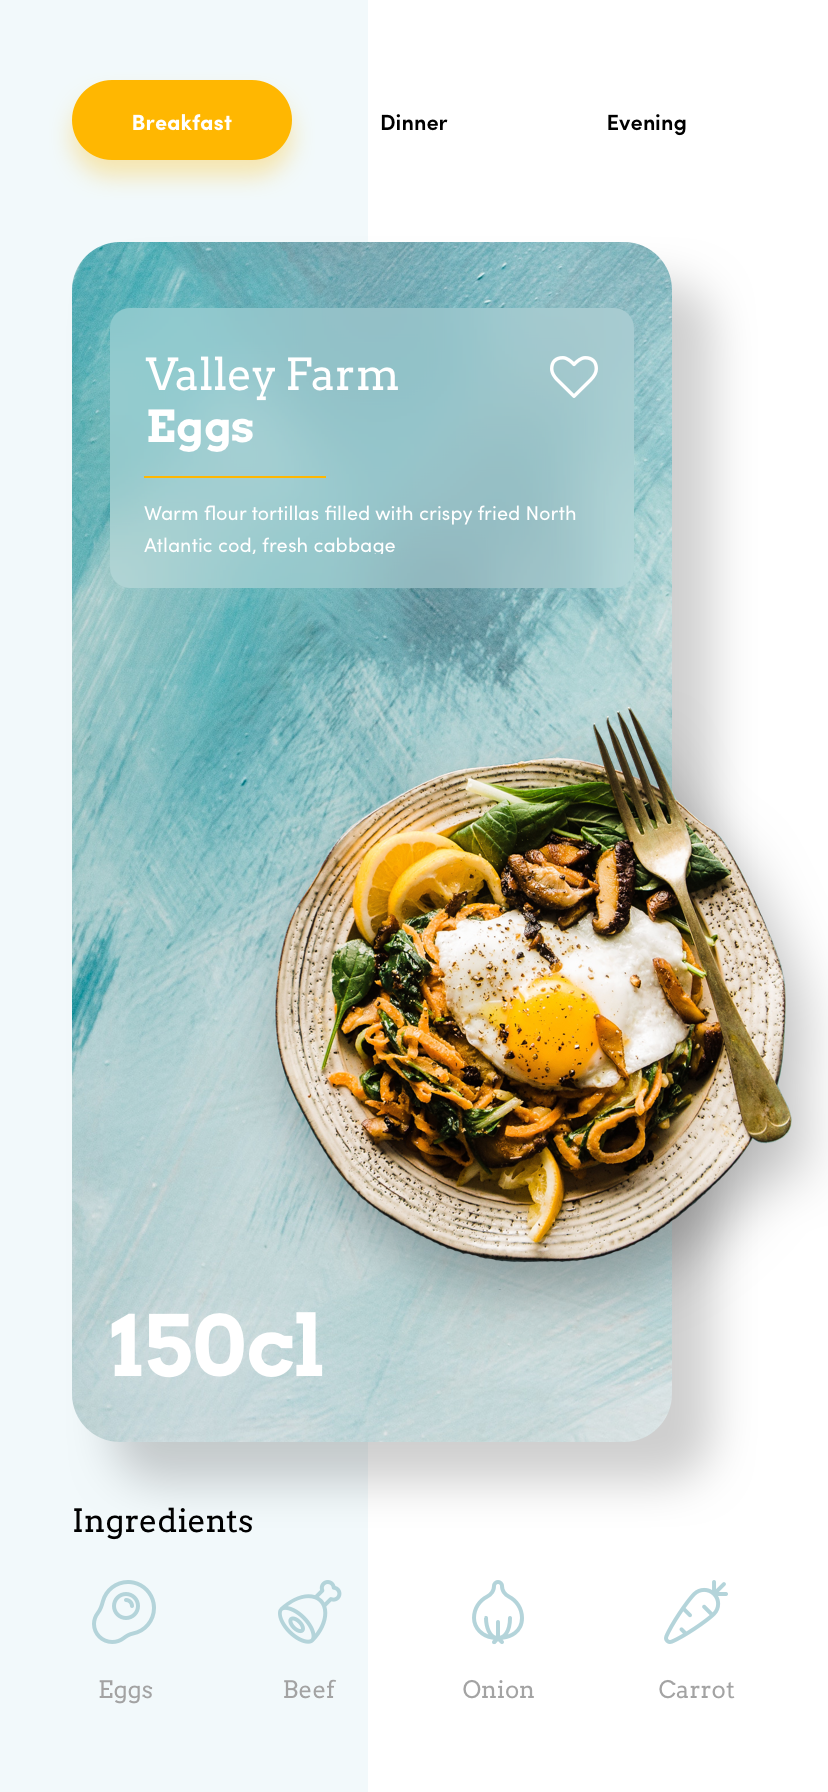 Breakfast
Dinner
Evening
Valley Farm
Eggs
Warm flour tortillas filled with crispy fried North
Atlantic cod, fresh cabbage
150cl
Ingredients
Eggs
Beef
Onion
Carrot